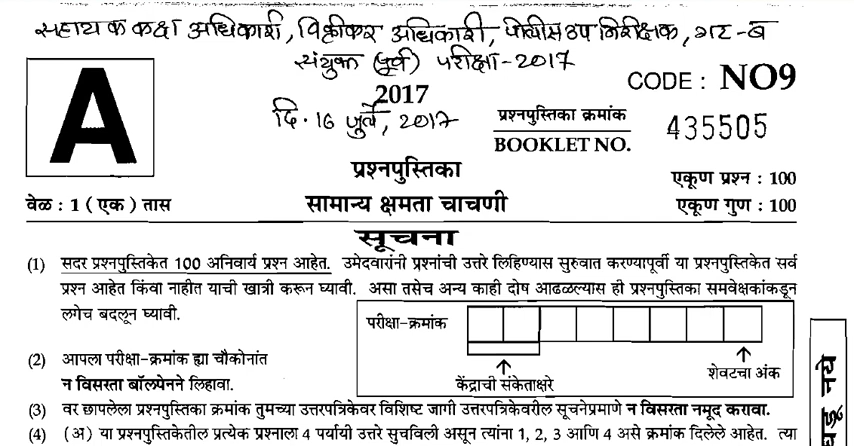 सहायक कक्ष अधिकारी, विक्रीकर अधिकारी, पोलीस उप निरीक्षक, गट-ब
संयुक्त (पूर्व) परीक्षा-2017
A
2017
CODE : NO9
दि. 16 जुलै, 2017
प्रश्नपुस्तिका क्रमांक
BOOKLET NO.
435505
प्रश्नपुस्तिका
एकूण प्रश्न : 100
वेळ : 1 ( एक ) तास
सामान्य क्षमता चाचणी
एकूण गुण : 100
सूचना
(1) सदर प्रश्नपुस्तिकेत 100 अनिवार्य प्रश्न आहेत. उमेदवारांनी प्रश्नांची उत्तरे लिहिण्यास सुरुवात करण्यापूर्वी या प्रश्नपुस्तिकेत सर्व
प्रश्न आहेत किंवा नाहीत याची खात्री करून घ्यावी. असा तसेच अन्य काही दोष आढळल्यास ही प्रश्नपुस्तिका समवेक्षकांकडून
लगेच बदलून घ्यावी.
परीक्षा-क्रमांक
(2) आपला परीक्षा-क्रमांक ह्या चौकोनांत
न विसरता बॉलपेनने लिहावा.
केंद्राची संकेताक्षरे
शेवटचा अंक
(3) वर छापलेला प्रश्नपुस्तिका क्रमांक तुमच्या उत्तरपत्रिकेवर विशिष्ट जागी उत्तरपत्रिकेवरील सूचनेप्रमाणे न विसरता नमूद करावा.
(4) (अ) या प्रश्नपुस्तिकेतील प्रत्येक प्रश्नाला 4 पर्यायी उत्तरे सुचविली असून त्यांना 1, 2, 3 आणि 4 असे क्रमांक दिलेले आहेत. त्या
नये